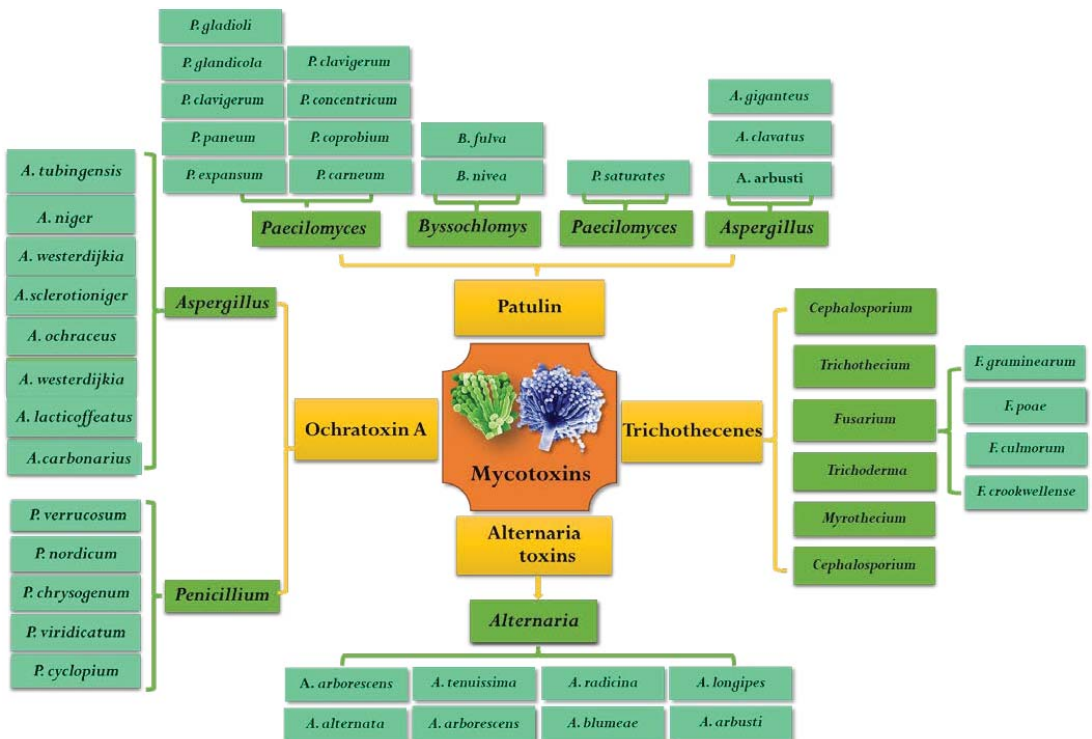 P. gladioli
P. glandicola
P. clavigerum
P. clavigerum
P. concentricum
P. paneum
P. coprobium
P. expansum
P. carneum
Paecilomyces
B. fulva
B. nivea
Byssochlomys
P. saturates
Paecilomyces
A. giganteus
A. clavatus
A. arbusti
Aspergillus
Patulin
A. tubingensis
A. niger
A. westerdijkia
A.sclerotioniger
A. ochraceus
A. westerdijkia
A. lacticoffeatus
A.carbonarius
Aspergillus
P. verrucosum
P. nordicum
P. chrysogenum
P. viridicatum
P. cyclopium
Penicillium
Ochratoxin A
Mycotoxins
Trichothecenes
Cephalosporium
Trichothecium
Fusarium
Trichoderma
Myrothecium
Cephalosporium
F. graminearum
F. poae
F. culmorum
F. crookwellense
Alternaria
toxins
Alternaria
A. arborescens
A. tenuissima
A. radicina
A. longipes
A. alternata
A. arborescens
A. blumeae
A. arbusti